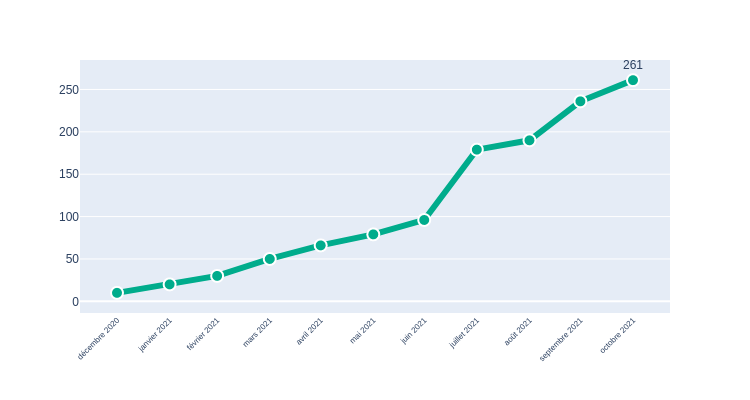 261
250
200
150
100
50
0
décembre 2020
janvier 2021
février 2021
mars 2021
avril 2021
mai 2021
juin 2021
juillet 2021
août 2021
septembre 2021
octobre 2021